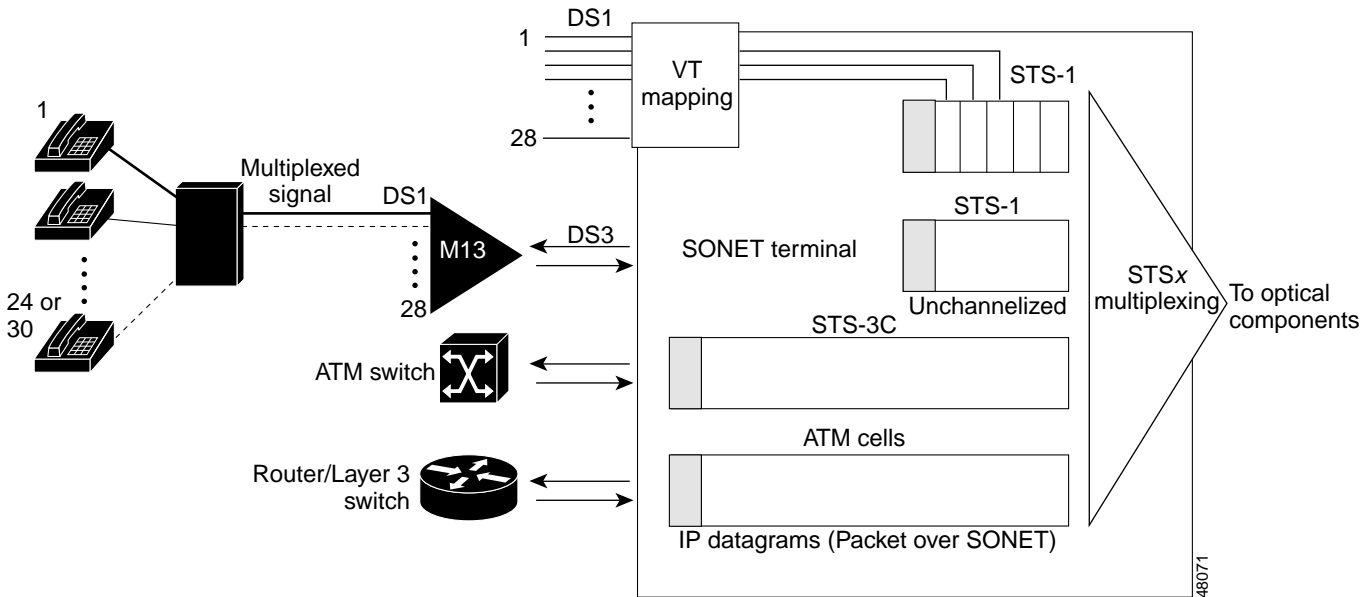 DS1
1
VT
mapping
28
STS-1
1
Multiplexed
signal
DS1
M13
28
24 or
30
DS3
SONET terminal
STS-1
Unchannelized
STSx
multiplexing
To optical
components
STS-3C
ATM switch
ATM cells
Router/Layer 3
switch
IP datagrams (Packet over SONET)
48071